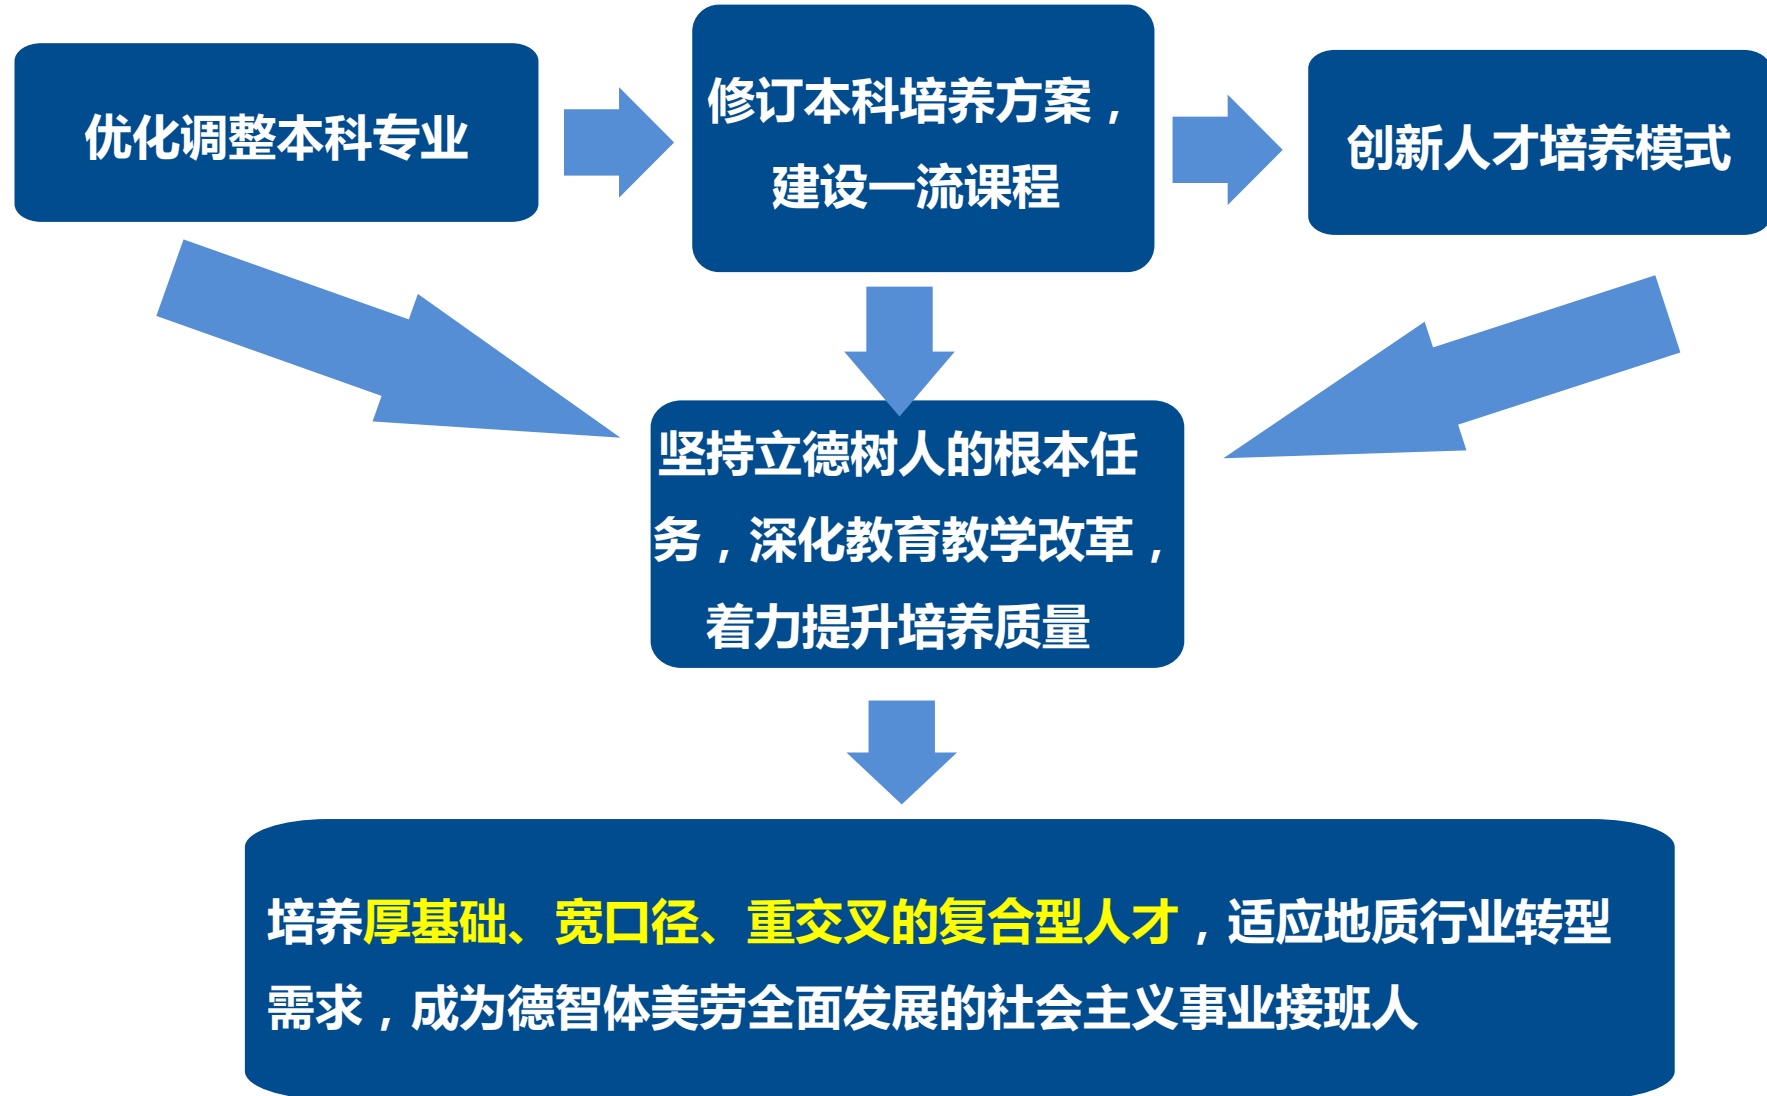 优化调整本科专业
修订本科培养方案，
建设一流课程
创新人才培养模式
坚持立德树人的根本任
务，深化教育教学改革，
着力提升培养质量
培养厚基础、宽口径、重交叉的复合型人才，适应地质行业转型
需求，成为德智体美劳全面发展的社会主义事业接班人